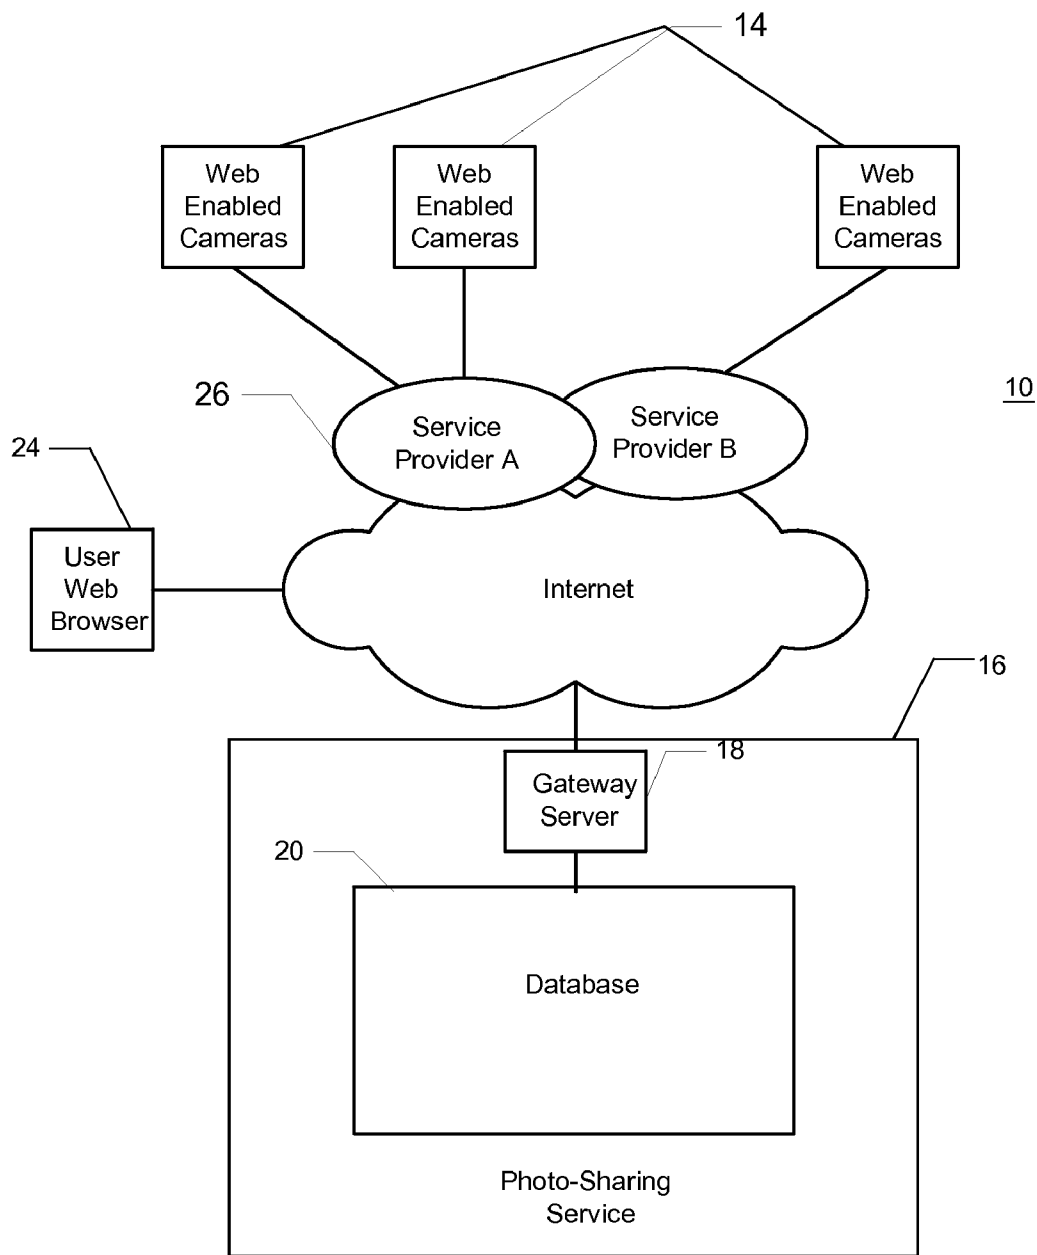 14
Web
Enabled
Cameras
Web
Enabled
Cameras
Web
Enabled
Cameras
10
26
Service
Provider A
Service
Provider B
24
User
Web
Browser
Internet
16
18
Gateway
Server
20
Database
Photo-Sharing
Service